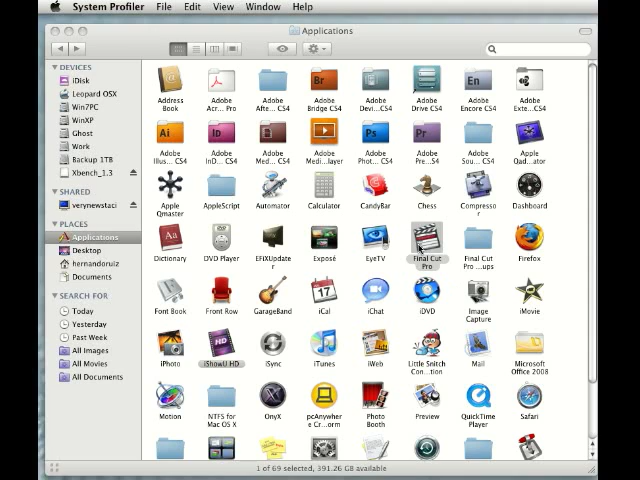 System Profiler File Edit View Window Help
Applications
DEVICES
iDisk
Leopard OSX
Win7PC
WinXP
Ghost
Work
Backup 1TB
Xbench_1.3
SHARED
verynewstaci
PLACES
Applications
Desktop
hernandoruiz
Documents
SEARCH FOR
Today
Yesterday
Past Week
All Images
All Movies
All Documents
Address Book
Adobe Acr... Pro
Adobe Afte... CS4
Adobe Bridge CS4
Adobe Devi... CS4
Adobe Drive CS4
Adobe Encore CS4
Adobe Exte... CS4
Adobe Illus... CS4
Adobe InD... CS4
Adobe Med... CS4
Adobe Medi...layer
Adobe Phot... CS4
Adobe Pre...S4
Adobe Sou... CS4
Apple Qad...ator
Apple Qmaster
AppleScript
Automator
Calculator
CandyBar
Chess
Compressor
Dashboard
Dictionary
DVD Player
EFiXUpdater
Exposé
EyeTV
Final Cut Pro
Final Cut Pro ...ups
Firefox
Font Book
Front Row
GarageBand
iCal
iChat
iDVD
Image Capture
iMovie
iPhoto
iShowU HD
iSync
iTunes
iWeb
Little Snitch Con...tion
Mail
Microsoft Office 2008
Motion
NTFS for Mac OS X
OnyX
pcAnywhere Cr...orm
Photo Booth
Preview
QuickTime Player
Safari
1 of 69 selected, 391.26 GB available